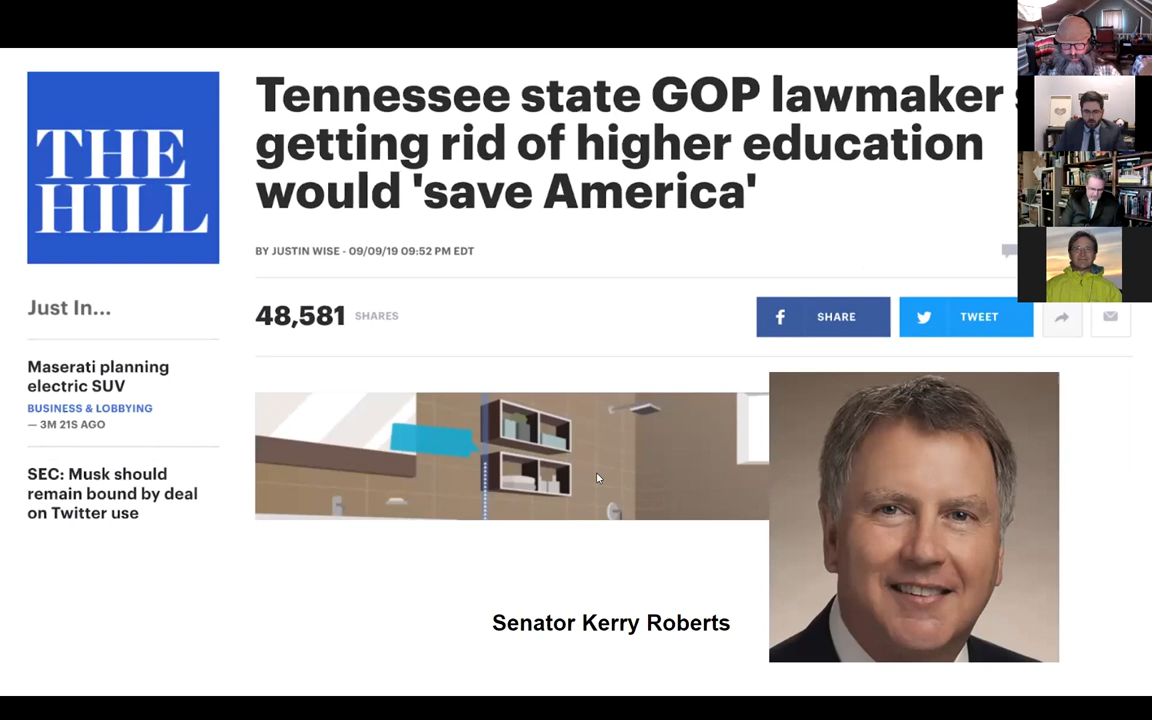 THE
HILL
Tennessee state GOP lawmaker
getting rid of higher education
would 'save America'
BY JUSTIN WISE - 09/09/19 09:52 PM EDT
48,581 SHARES
SHARE
TWEET
Just In...
Maserati planning
electric SUV
BUSINESS & LOBBYING
— 3M 21S AGO
SEC: Musk should
remain bound by deal
on Twitter use
Senator Kerry Roberts